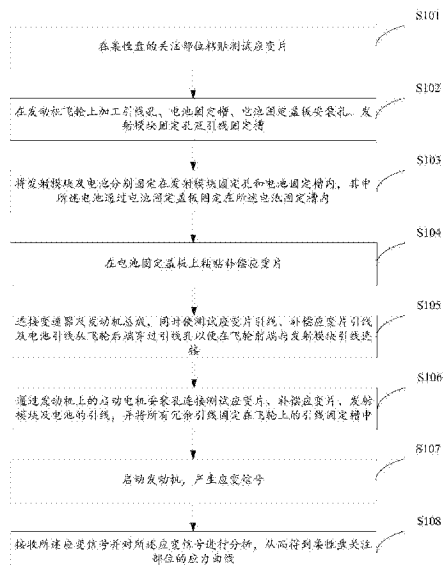 S101
在柔性盘的关注部位粘贴测试应变片
S102
在发动机飞轮上加工引线孔、电池固定槽、电池固定盖板安装孔、发
射模块固定孔及引线固定槽
S103
将发射模块及电池分别固定在发射模块固定孔和电池固定槽内，其中
所述电池通过电池固定盖板固定在所述电池固定槽内
S104
在电池固定盖板上粘贴补偿应变片
S105
连接变速器及发动机总成，同时使测试应变片引线、补偿应变片引线
及电池引线从飞轮后端穿过引线孔以便在飞轮前端与发射模块引线连
接
S106
通过发动机上的启动电机安装孔连接测试应变片、补偿应变片、发射
模块及电池的引线，并将所有冗余引线固定在飞轮上的引线固定槽中
S107
启动发动机，产生应变信号
S108
接收所述应变信号并对所述应变信号进行分析，从而得到柔性盘关注
部位的应力曲线